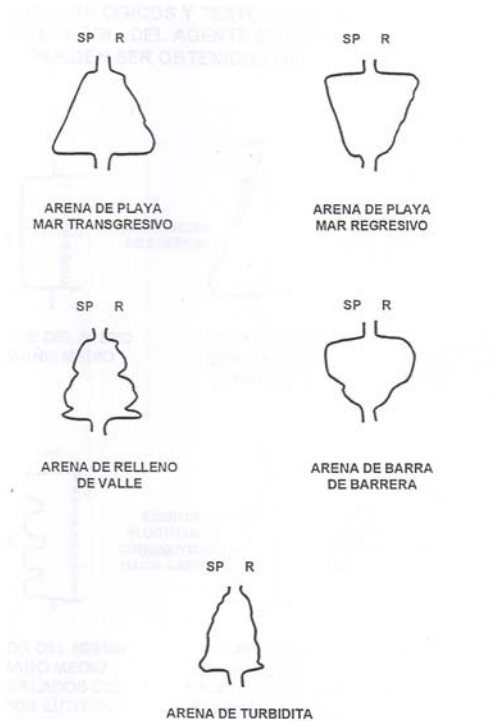 SP R
SP R
ARENA DE PLAYA
MAR TRANSGRESIVO
ARENA DE PLAYA
MAR REGRESIVO
SP R
SP R
ARENA DE RELLENO
DE VALLE
ARENA DE BARRA
DE BARRERA
SP R
ARENA DE TURBIDITA